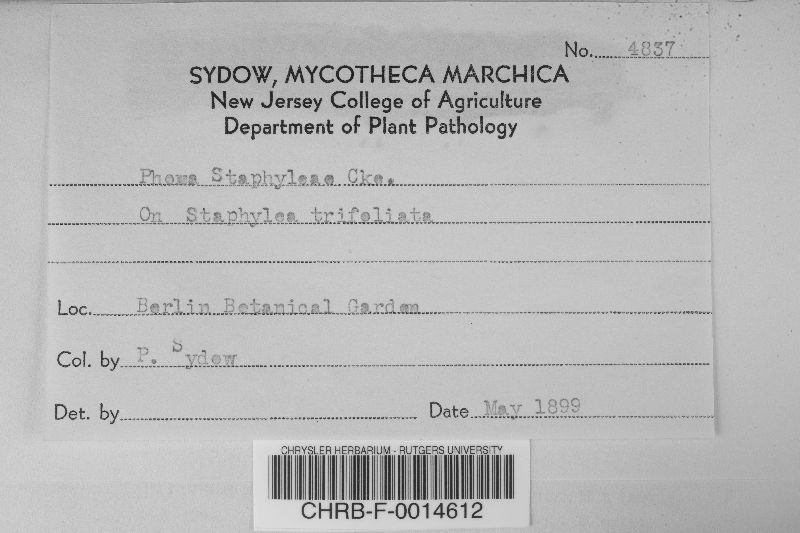 No. 4837
SYDOW, MYCOTHECA MARCHICA
New Jersey College of Agriculture
Department of Plant Pathology
Phoma Staphyleae Cke.
On Staphylea trifoliata
Loc. Berlin Botanical Garden
Col. by P. Sydow
Det. by
Date May 1899
CHRYSLER HERBARIUM - RUTGERS UNIVERSITY
CHRB-F-0014612